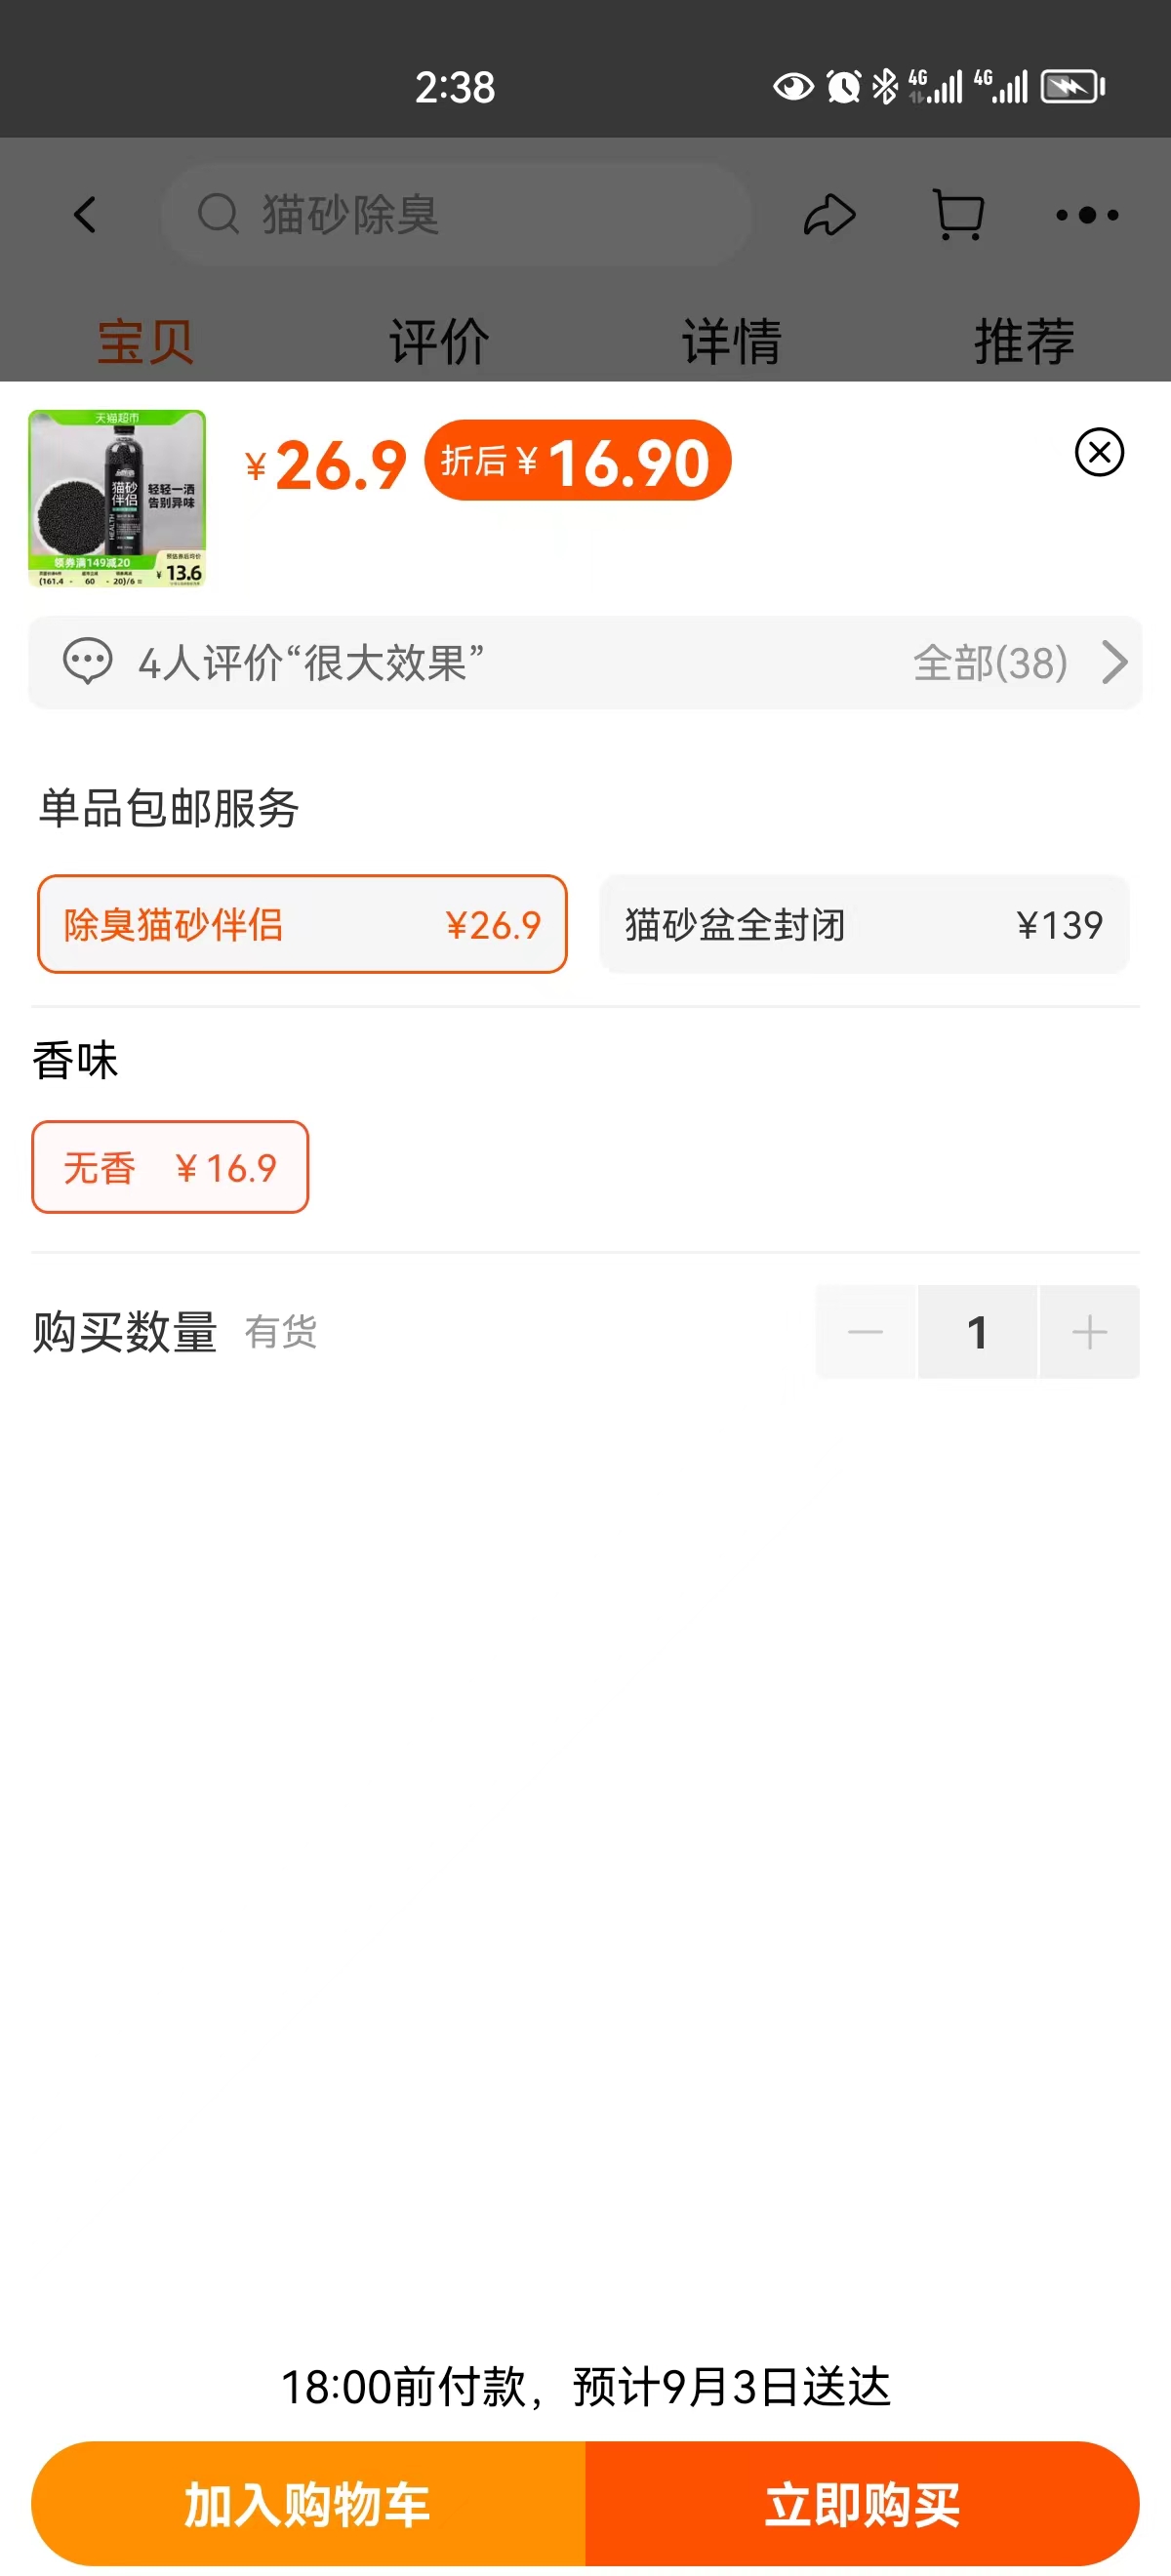 2:38
4G
4G
猫砂除臭
宝贝 评价 详情 推荐
天猫超市
猫砂伴侣
轻轻一洒
告别异味
HEALTH
领券满149减20
(161.4 - 60 - 20)/6 =
¥ 13.6
¥26.9 折后¥16.90
4人评价“很大效果” 全部(38)
单品包邮服务
除臭猫砂伴侣 ¥26.9 猫砂盆全封闭 ¥139
香味
无香 ¥16.9
购买数量 有货 1
18:00前付款，预计9月3日送达
加入购物车 立即购买